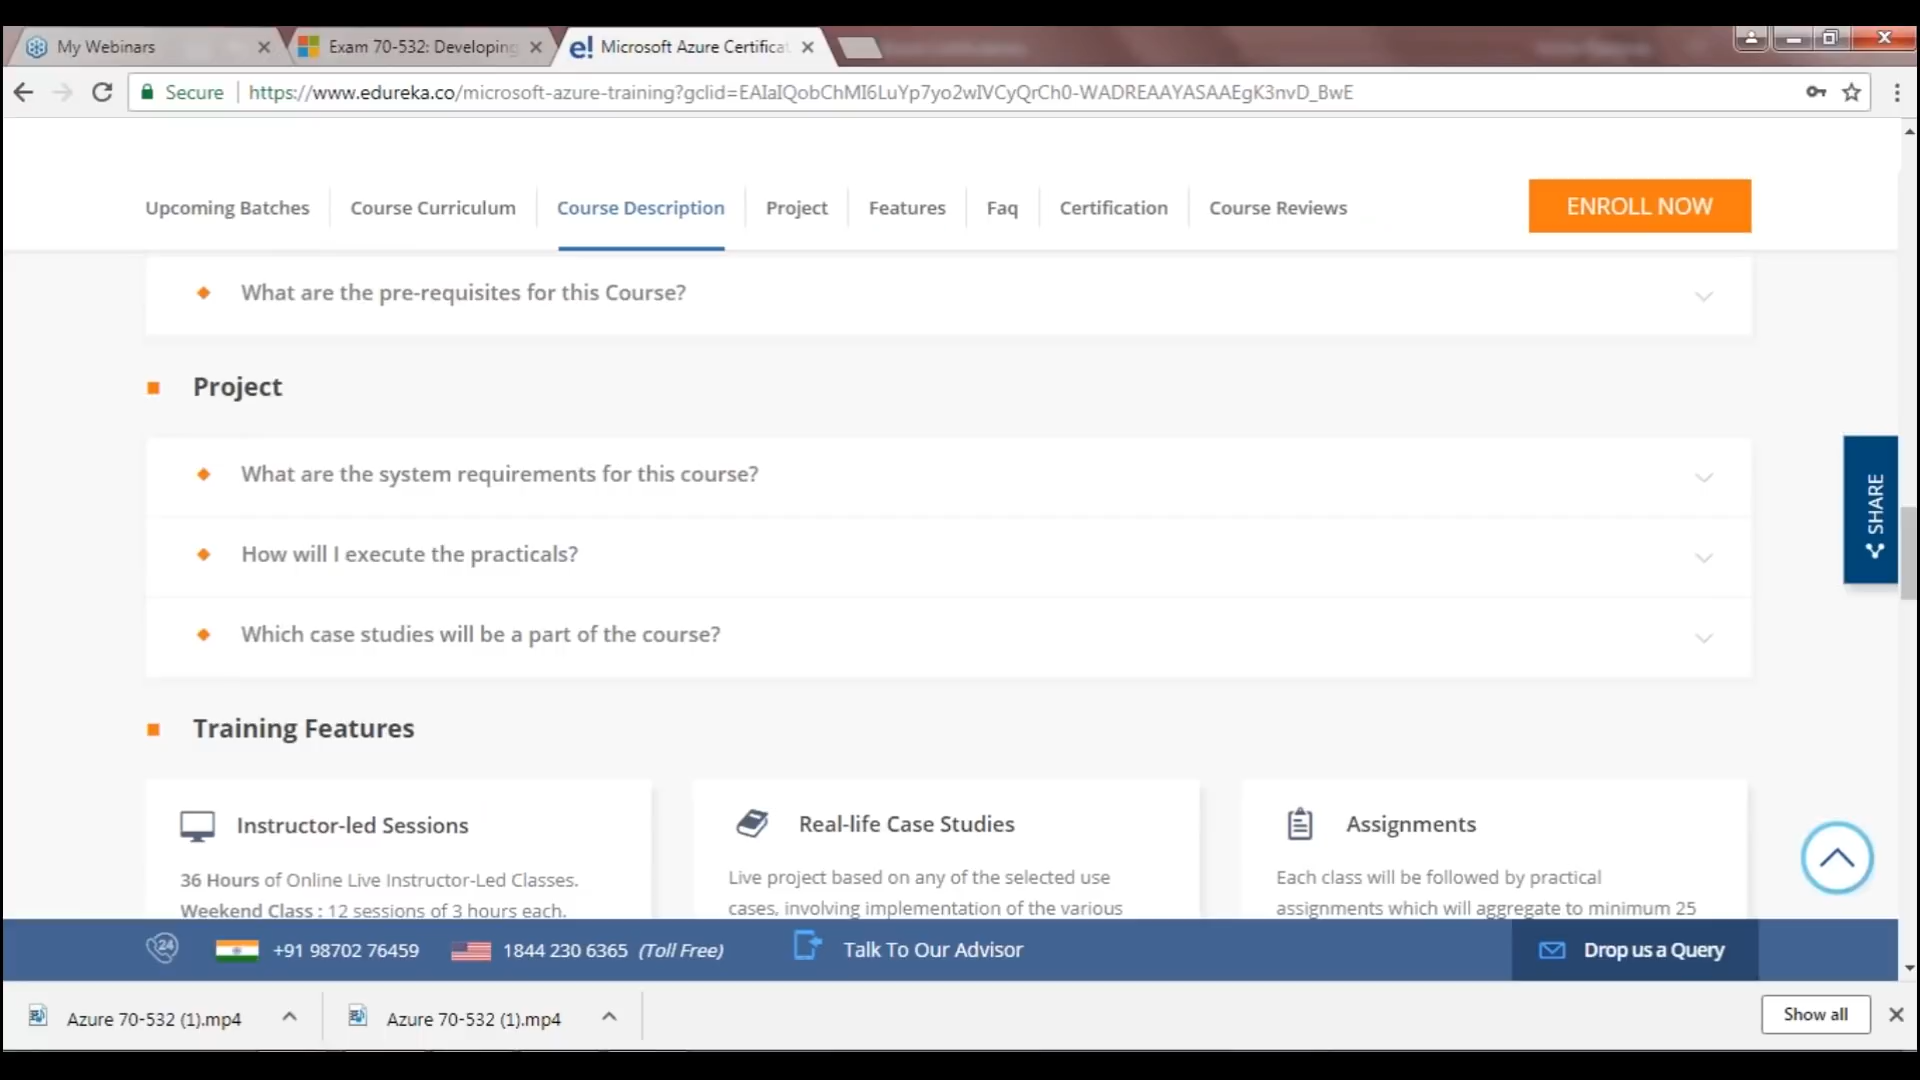 My Webinars
Exam 70-532: Developing
e! Microsoft Azure Certificat
Secure https://www.edureka.co/microsoft-azure-training?gclid=EAIaIQobChMI6LuYp7yo2wIVCyQrCh0-WADREAAYASAAEgK3nvD_BwE
Upcoming Batches Course Curriculum Course Description Project Features Faq Certification Course Reviews ENROLL NOW
What are the pre-requisites for this Course?
Project
What are the system requirements for this course?
SHARE
How will I execute the practicals?
Which case studies will be a part of the course?
Training Features
Instructor-led Sessions
36 Hours of Online Live Instructor-Led Classes.
Weekend Class : 12 sessions of 3 hours each.
Real-life Case Studies
Live project based on any of the selected use
cases, involving implementation of the various
Assignments
Each class will be followed by practical
assignments which will aggregate to minimum 25
24 +91 98702 76459 1844 230 6365 (Toll Free) Talk To Our Advisor Drop us a Query
Azure 70-532 (1).mp4 Azure 70-532 (1).mp4 Show all